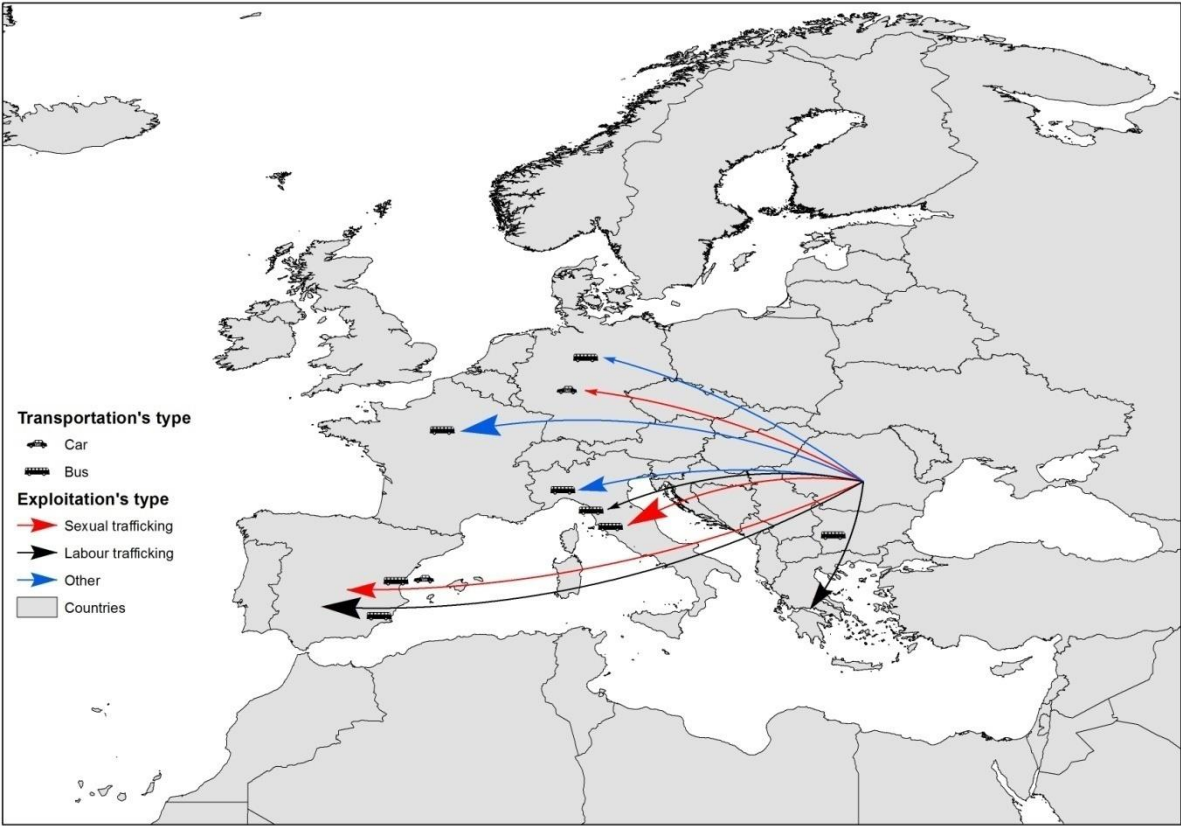 Transportation's type
Car
Bus
Exploitation's type
Sexual trafficking
Labour trafficking
Other
Countries